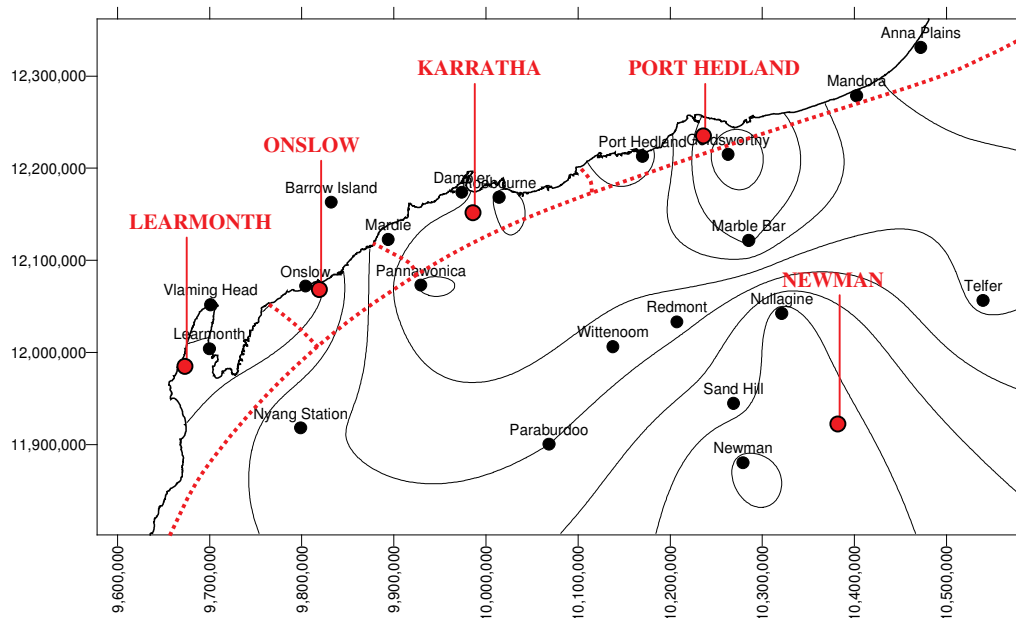 Anna Plains
12,300,000
KARRATHA
PORT HEDLAND
Mandora
12,200,000
ONSLOW
Port Hedland
Goldsworthy
Dampier
Roebourne
Barrow Island
LEARMONTH
Mardie
Marble Bar
12,100,000
Onslow
Pannawonica
NEWMAN
Telfer
Vlaming Head
Nullagine
Redmont
Learmonth
Wittenoom
12,000,000
Sand Hill
Nyang Station
Paraburdoo
11,900,000
Newman
9,600,000
9,700,000
9,800,000
9,900,000
10,000,000
10,100,000
10,200,000
10,300,000
10,400,000
10,500,000